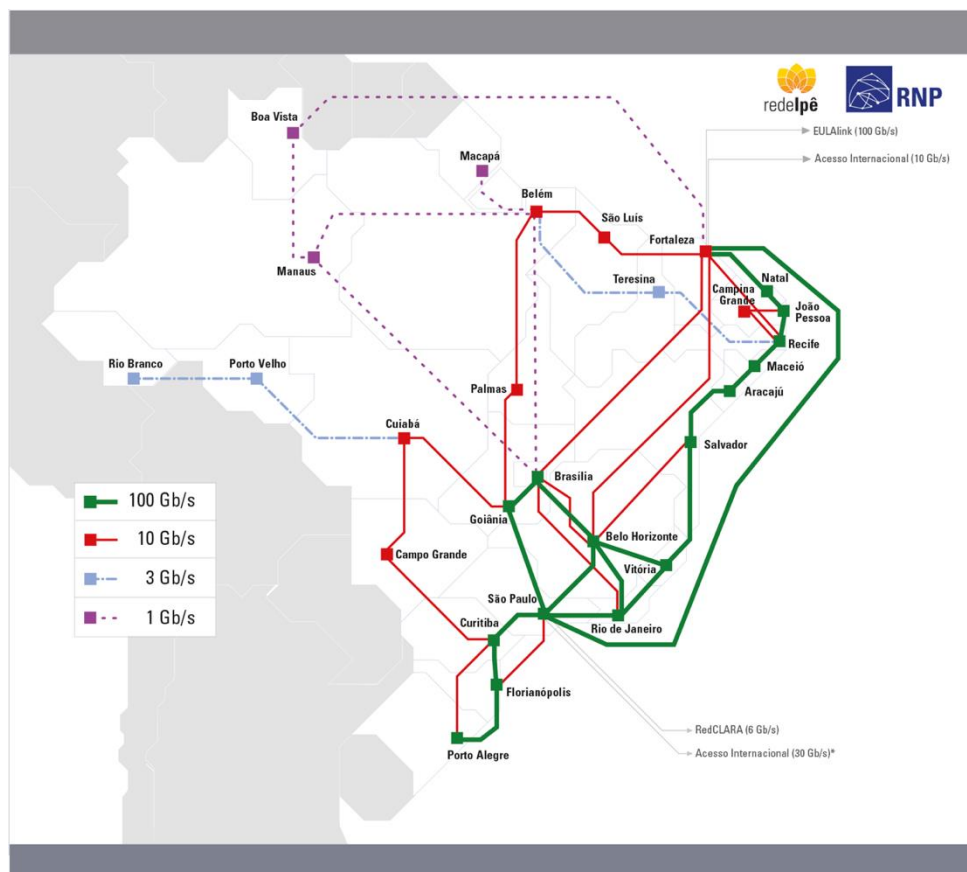 redeIpê
RNP
EULAlink (100 Gb/s)
Acesso Internacional (10 Gb/s)
Boa Vista
Macapá
Belém
São Luís
Fortaleza
Manaus
Teresina
Natal
Campina
Grande
João
Pessoa
Recife
Rio Branco
Porto Velho
Maceió
Palmas
Aracajú
Cuiabá
Salvador
Brasília
100 Gb/s
10 Gb/s
3 Gb/s
1 Gb/s
Goiânia
Belo Horizonte
Campo Grande
Vitória
São Paulo
Curitiba
Rio de Janeiro
Florianópolis
RedCLARA (6 Gb/s)
Acesso Internacional (30 Gb/s)*
Porto Alegre